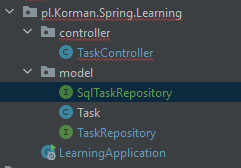 pl.Korman.Spring.Learning
controller
TaskController
model
SqlTaskRepository
Task
TaskRepository
LearningApplication